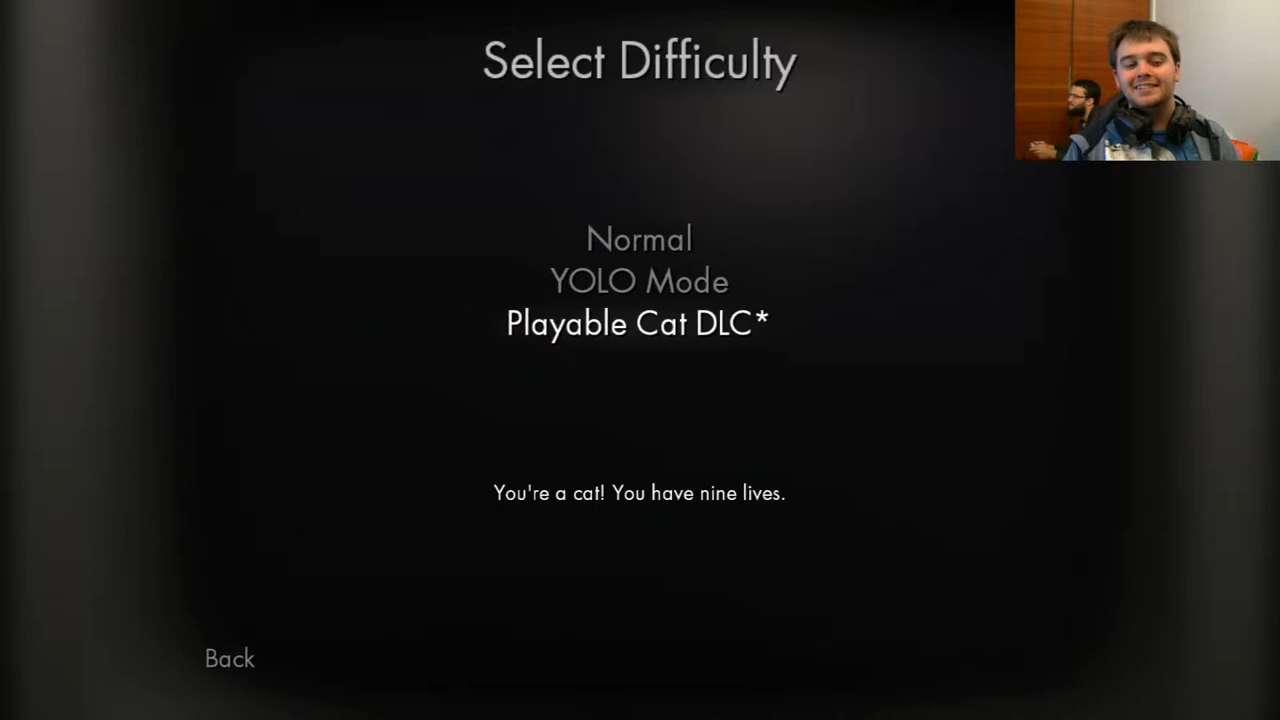 Select Difficulty
Normal
YOLO Mode
Playable Cat DLC*
You're a cat! You have nine lives.
Back